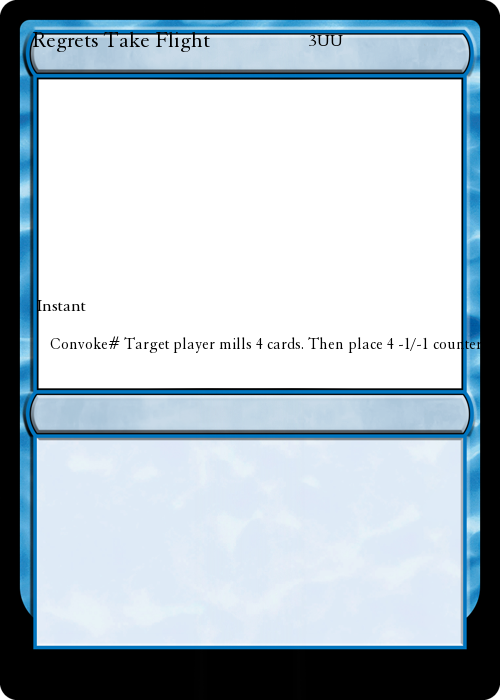 Regrets Take Flight 3UU
Instant
Convoke# Target player mills 4 cards. Then place 4 -1/-1 counter